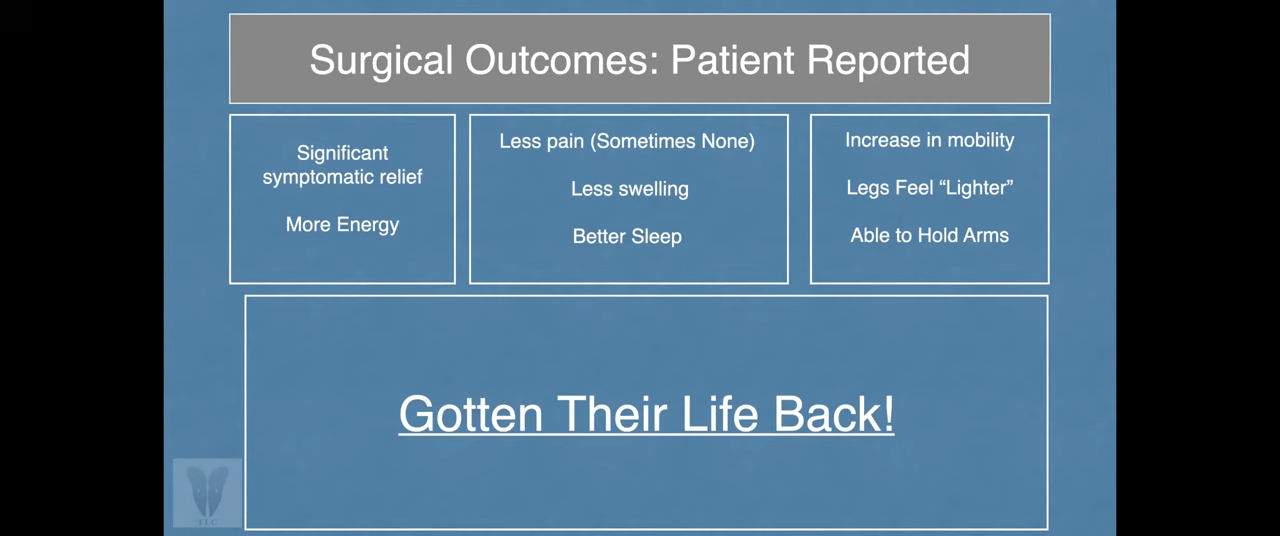 Surgical Outcomes: Patient Reported
Significant
symptomatic relief
More Energy
Less pain (Sometimes None)
Less swelling
Better Sleep
Increase in mobility
Legs Feel “Lighter”
Able to Hold Arms
Gotten Their Life Back!